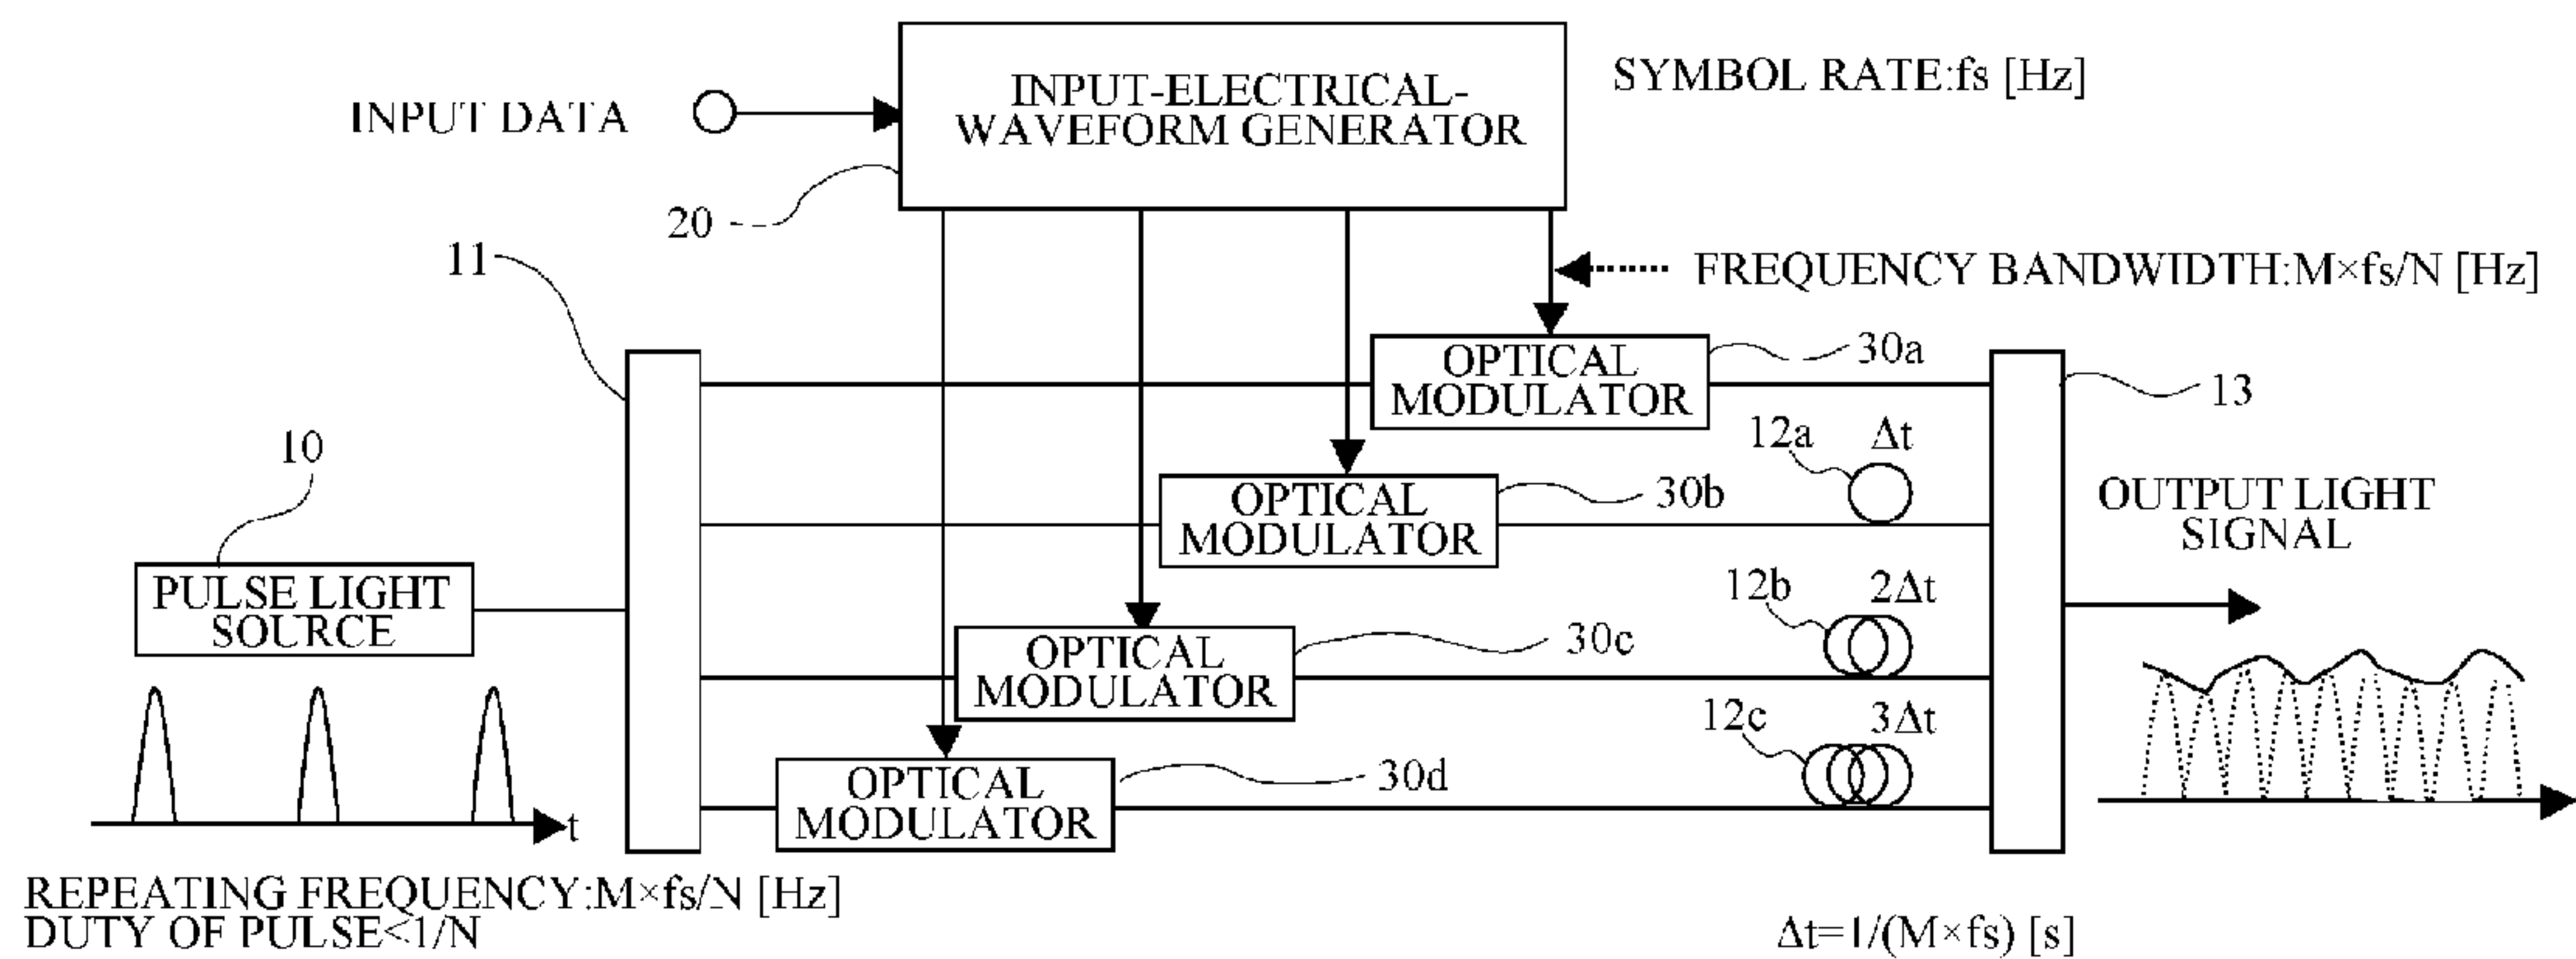 INPUT DATA
INPUT-ELECTRICAL-
WAVEFORM GENERATOR
SYMBOL RATE:fs [Hz]
20
11
FREQUENCY BANDWIDTH:M×fs/N [Hz]
OPTICAL
MODULATOR
30a
13
12a
Δt
10
OPTICAL
MODULATOR
30b
OUTPUT LIGHT
SIGNAL
PULSE LIGHT
SOURCE
12b
2Δt
OPTICAL
MODULATOR
30c
12c
3Δt
OPTICAL
MODULATOR
30d
t
REPEATING FREQUENCY:M×fs/N [Hz]
DUTY OF PULSE<1/N
Δt=1/(M×fs) [s]